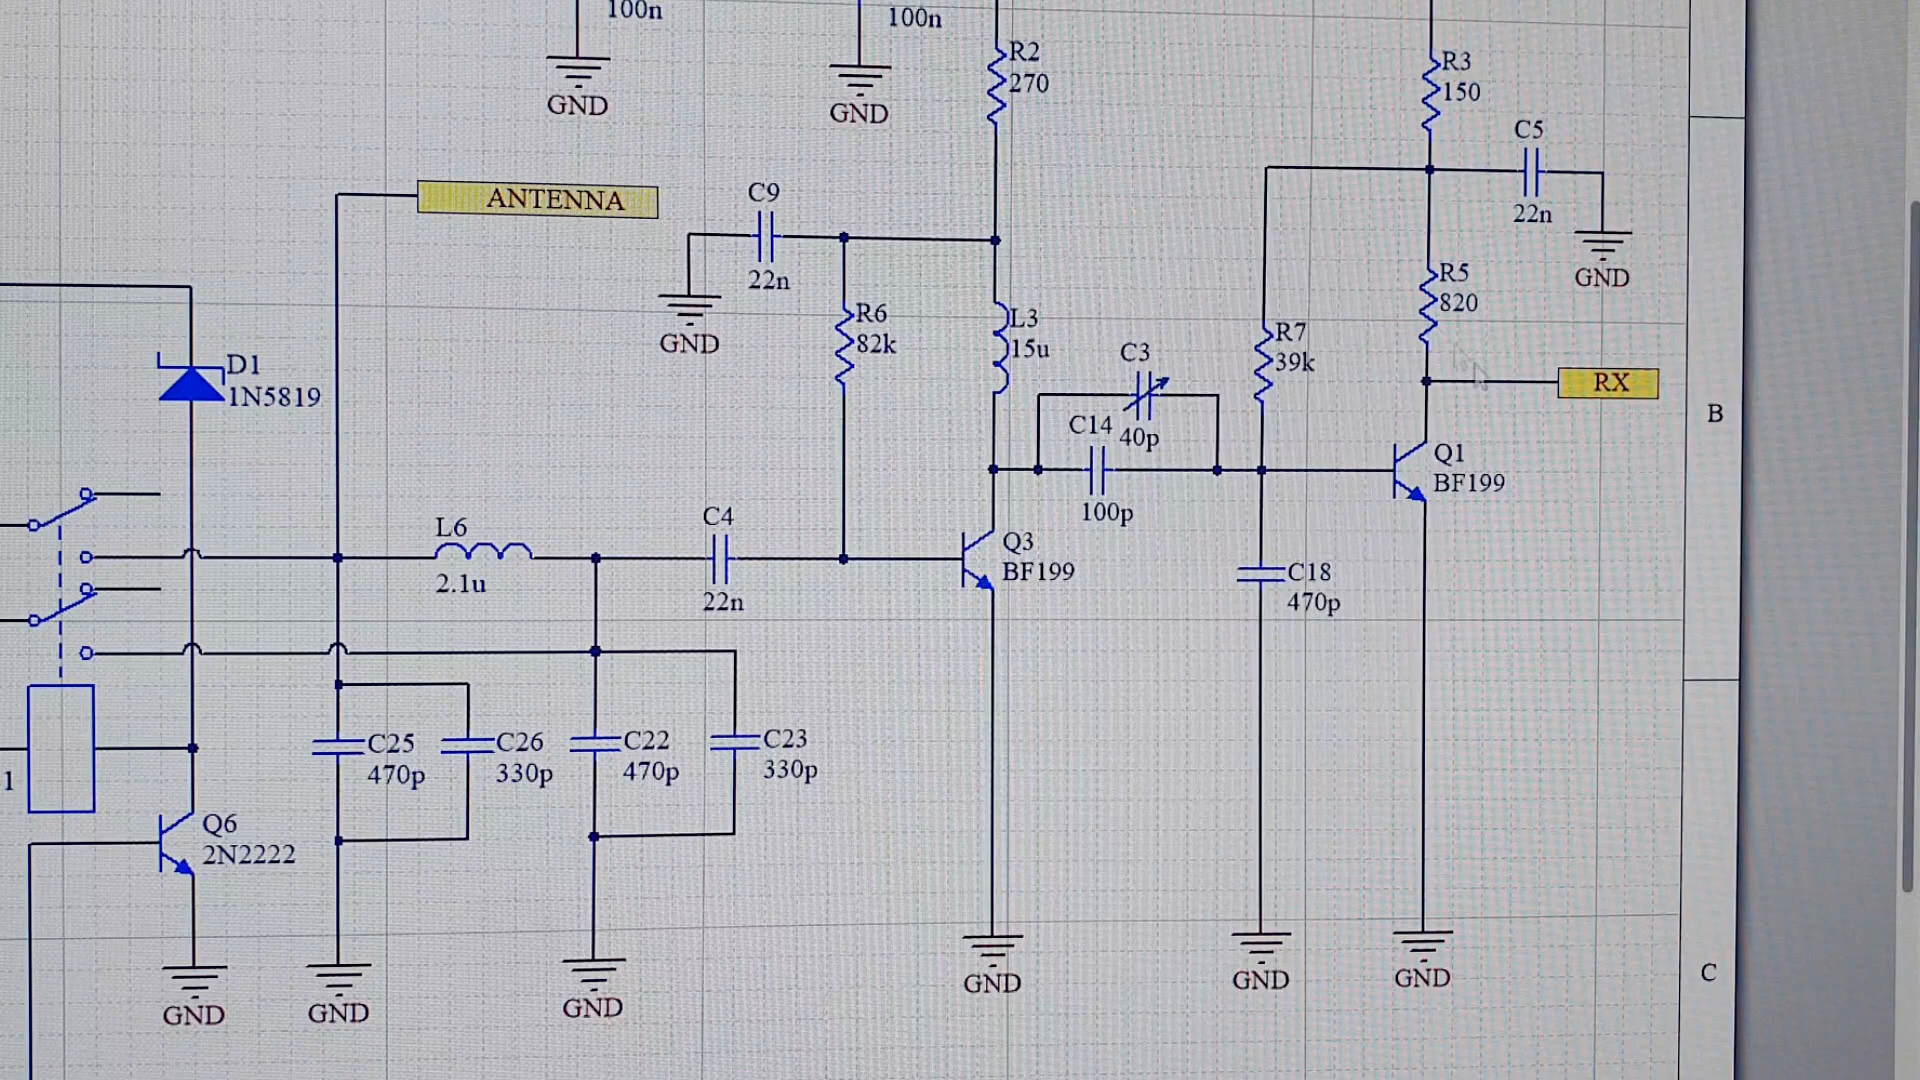 100n
100n
GND
GND
R2
270
R3
150
C5
22n
GND
ANTENNA
C9
22n
GND
R6
82k
L3
15u
C3
40p
C14
100p
R7
39k
R5
820
RX
B
D1
1N5819
Q1
BF199
L6
2.1u
C4
22n
Q3
BF199
C18
470p
C25
470p
C26
330p
C22
470p
C23
330p
1
Q6
2N2222
GND
GND
GND
GND
GND
GND
C